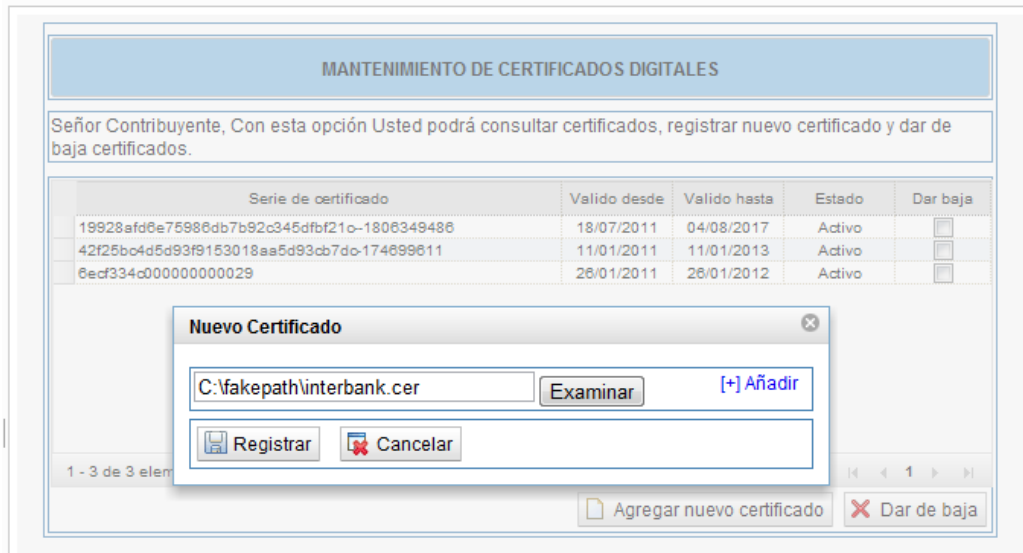 MANTENIMIENTO DE CERTIFICADOS DIGITALES
Señor Contribuyente, Con esta opción Usted podrá consultar certificados, registrar nuevo certificado y dar de
baja certificados.
Serie de certificado Valido desde Valido hasta Estado Dar baja
19928afd6e75986db7b92c345dfbf21c--1806349486 18/07/2011 04/08/2017 Activo
42f25bc4d5d93f9153018aa5d93cb7dc-174699611 11/01/2011 11/01/2013 Activo
6ecf334c000000000029 26/01/2011 26/01/2012 Activo
Nuevo Certificado
C:\fakepath\interbank.cer Examinar [+] Añadir
Registrar Cancelar
1 - 3 de 3 elem 1
Agregar nuevo certificado Dar de baja